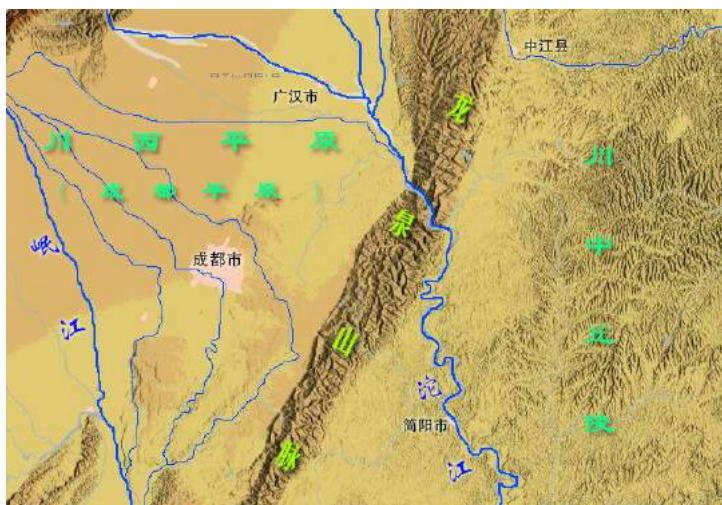 中江县
广汉市
龙泉山脉
川西平原
（成都平原）
川中丘陵
岷江
成都市
沱江
简阳市